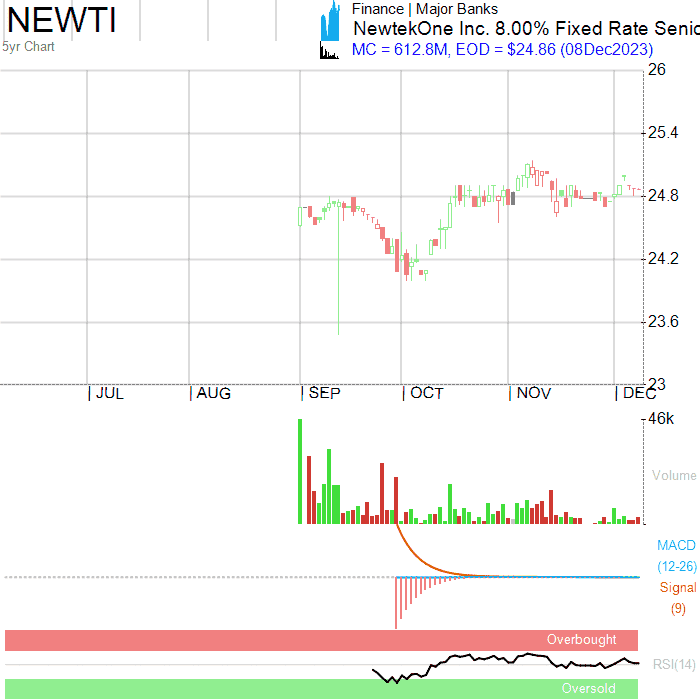 NEWTI
5yr Chart
Finance | Major Banks
NewtekOne Inc. 8.00% Fixed Rate Senio
MC = 612.8M, EOD = $24.86 (08Dec2023)
26
25.4
24.8
24.2
23.6
23
JUL AUG SEP OCT NOV DEC
46k
Volume
MACD
(12-26)
Signal
(9)
Overbought
RSI(14)
Oversold